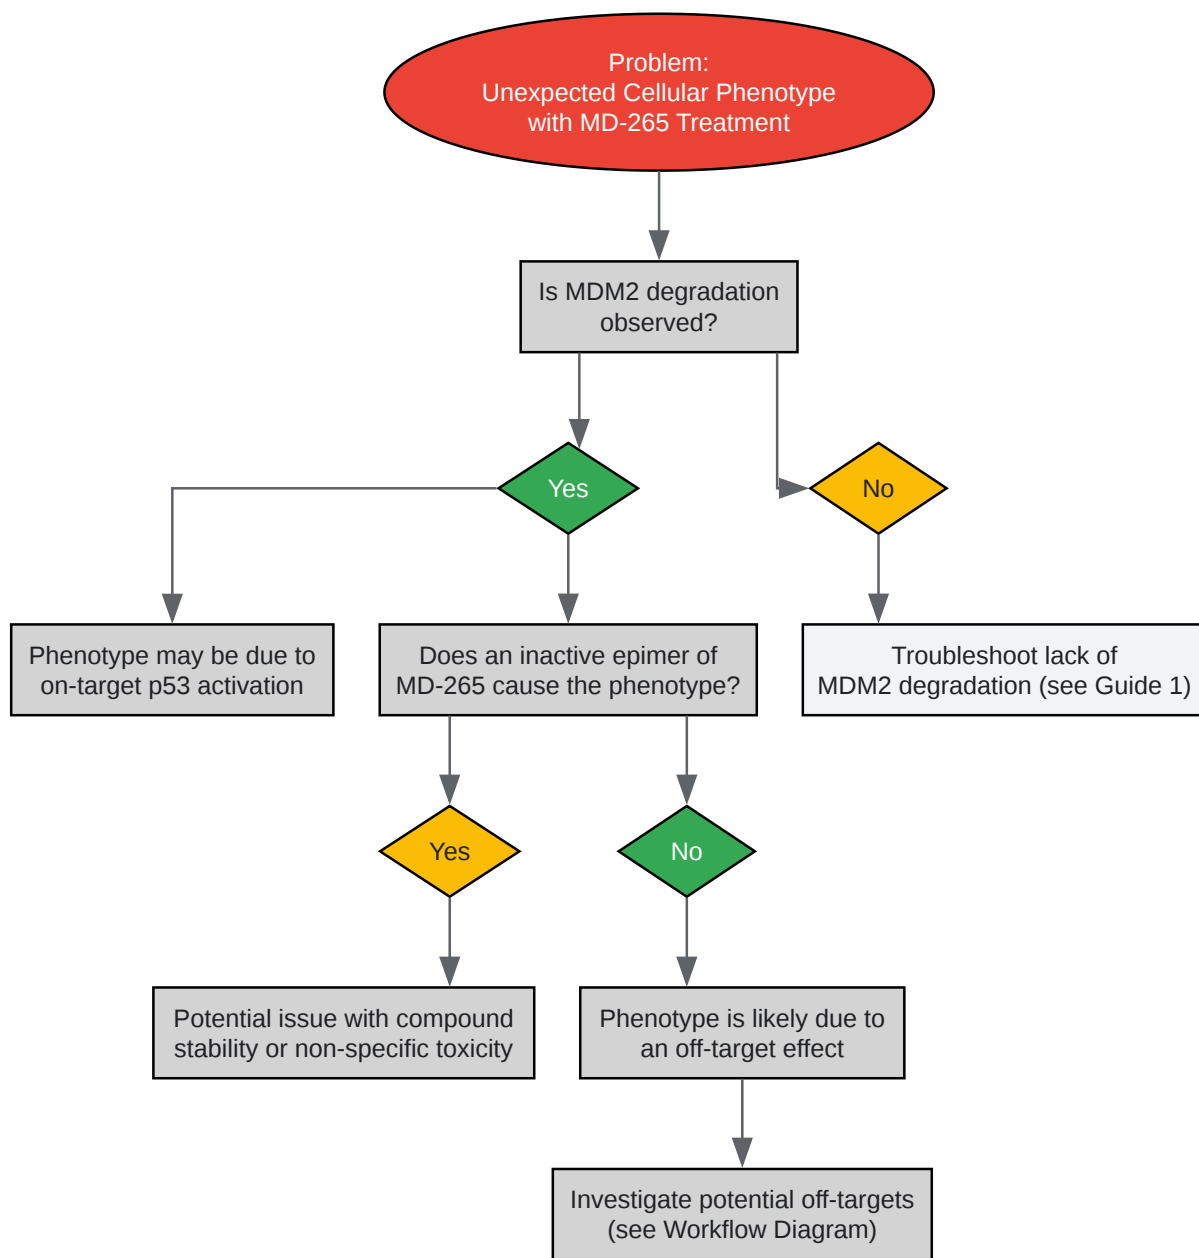 Problem:
Unexpected Cellular Phenotype
with MD-265 Treatment
Is MDM2 degradation
observed?
Yes
No
Phenotype may be due to
on-target p53 activation
Does an inactive epimer of
MD-265 cause the phenotype?
Troubleshoot lack of
MDM2 degradation (see Guide 1)
Yes
No
Potential issue with compound
stability or non-specific toxicity
Phenotype is likely due to
an off-target effect
Investigate potential off-targets
(see Workflow Diagram)